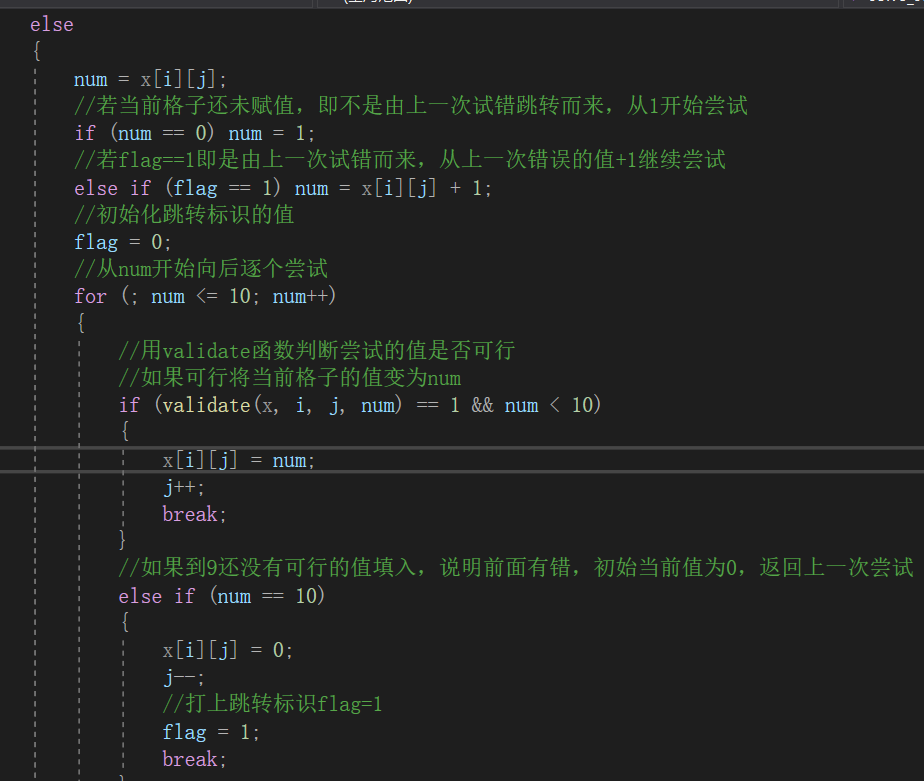 else
{
num = x[i][j];
//若当前格子还未赋值，即不是由上一次试错跳转而来，从1开始尝试
if (num == 0) num = 1;
//若flag==1即是由上一次试错而来，从上一次错误的值+1继续尝试
else if (flag == 1) num = x[i][j] + 1;
//初始化跳转标识的值
flag = 0;
//从num开始向后逐个尝试
for (; num <= 10; num++)
{
//用validate函数判断尝试的值是否可行
//如果可行将当前格子的值变为num
if (validate(x, i, j, num) == 1 && num < 10)
{
x[i][j] = num;
j++;
break;
}
//如果到9还没有可行的值填入，说明前面有错，初始当前值为0，返回上一次尝试
else if (num == 10)
{
x[i][j] = 0;
j--;
//打上跳转标识flag=1
flag = 1;
break;